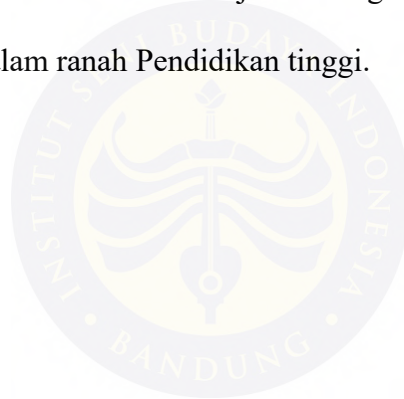 lam ranah Pendidikan tinggi.
INSTITUT SENI BUDAYA INDONESIA
BANDUNG